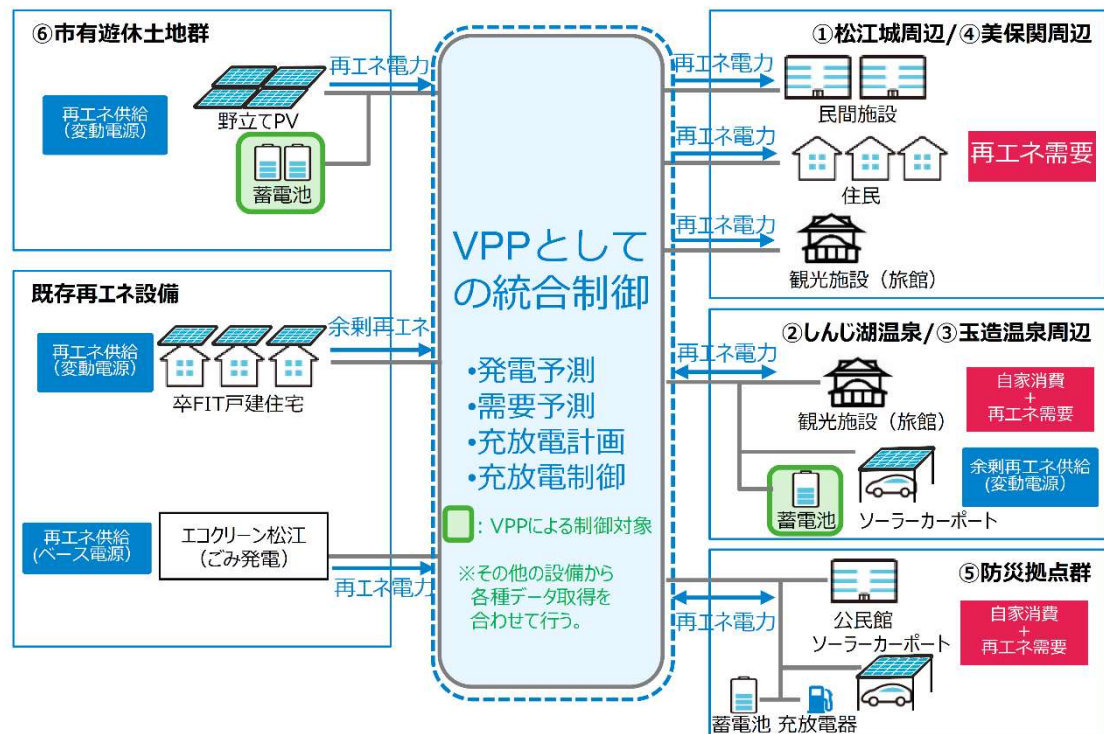 ⑥市有遊休土地群
再エネ供給
(変動電源)
野立てPV
蓄電池
再エネ電力
既存再エネ設備
再エネ供給
(変動電源)
卒FIT戸建住宅
余剰再エネ
再エネ供給
(ベース電源)
エコクリーン松江
(ごみ発電)
再エネ電力
VPPとして
の統合制御
•発電予測
•需要予測
•充放電計画
•充放電制御
：VPPによる制御対象
※その他の設備から
各種データ取得を
合わせて行う。
①松江城周辺/④美保関周辺
再エネ電力
民間施設
再エネ電力
住民
再エネ需要
再エネ電力
観光施設（旅館）
②しんじ湖温泉/③玉造温泉周辺
再エネ電力
観光施設（旅館）
自家消費
+
再エネ需要
蓄電池
ソーラーカーポート
余剰再エネ供給
(変動電源)
⑤防災拠点群
再エネ電力
公民館
ソーラーカーポート
自家消費
+
再エネ需要
蓄電池
充放電器